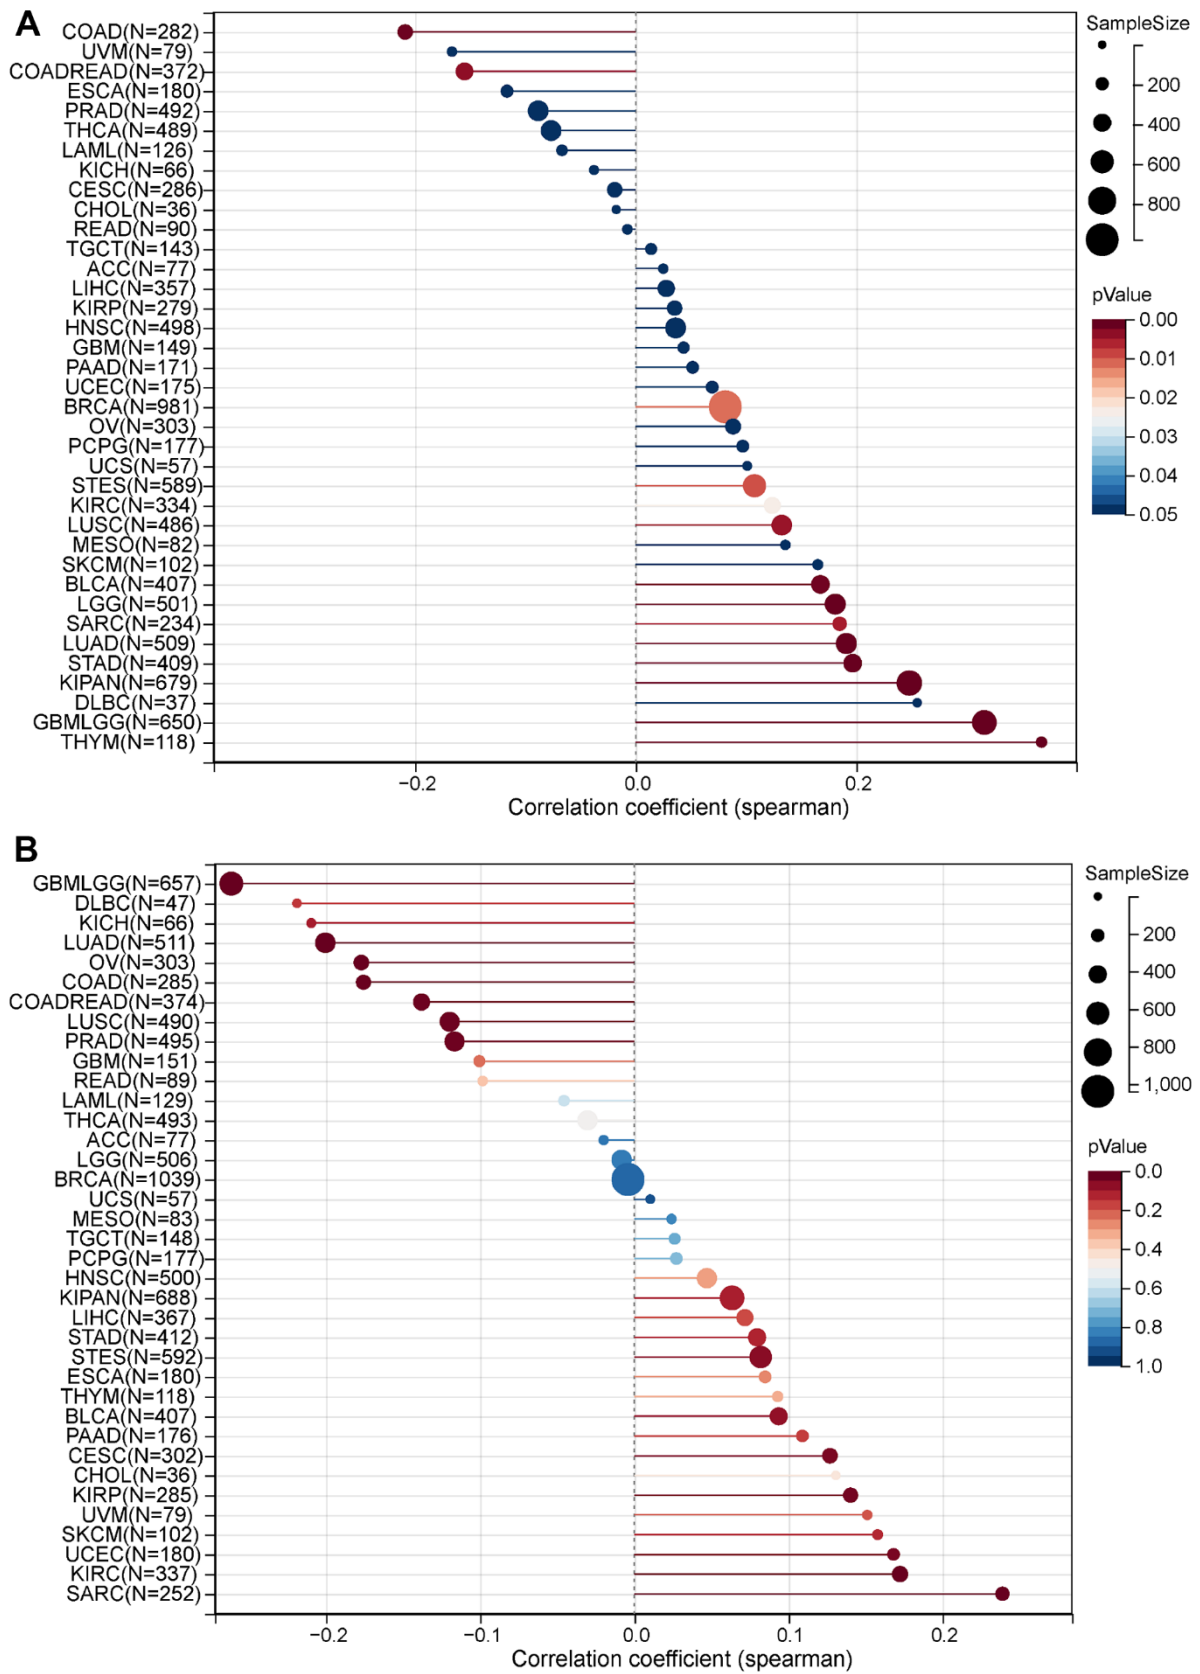 A
COAD(N=282)
UVM(N=79)
COADREAD(N=372)
ESCA(N=180)
PRAD(N=492)
THCA(N=489)
LAML(N=126)
KICH(N=66)
CESC(N=286)
CHOL(N=36)
READ(N=90)
TGCT(N=143)
ACC(N=77)
LIHC(N=357)
KIRP(N=279)
HNSC(N=498)
GBM(N=149)
PAAD(N=171)
UCEC(N=175)
BRCA(N=981)
OV(N=303)
PCPG(N=177)
UCS(N=57)
STES(N=589)
KIRC(N=334)
LUSC(N=486)
MESO(N=82)
SKCM(N=102)
BLCA(N=407)
LGG(N=501)
SARC(N=234)
LUAD(N=509)
STAD(N=409)
KIPAN(N=679)
DLBC(N=37)
GBMLGG(N=650)
THYM(N=118)
−0.2 0.0 0.2
Correlation coefficient (spearman)
SampleSize
200
400
600
800
pValue
0.00
0.01
0.02
0.03
0.04
0.05
B
GBMLGG(N=657)
DLBC(N=47)
KICH(N=66)
LUAD(N=511)
OV(N=303)
COAD(N=285)
COADREAD(N=374)
LUSC(N=490)
PRAD(N=495)
GBM(N=151)
READ(N=89)
LAML(N=129)
THCA(N=493)
ACC(N=77)
LGG(N=506)
BRCA(N=1039)
UCS(N=57)
MESO(N=83)
TGCT(N=148)
PCPG(N=177)
HNSC(N=500)
KIPAN(N=688)
LIHC(N=367)
STAD(N=412)
STES(N=592)
ESCA(N=180)
THYM(N=118)
BLCA(N=407)
PAAD(N=176)
CESC(N=302)
CHOL(N=36)
KIRP(N=285)
UVM(N=79)
SKCM(N=102)
UCEC(N=180)
KIRC(N=337)
SARC(N=252)
−0.2 −0.1 0.0 0.1 0.2
Correlation coefficient (spearman)
SampleSize
200
400
600
800
1,000
pValue
0.0
0.2
0.4
0.6
0.8
1.0